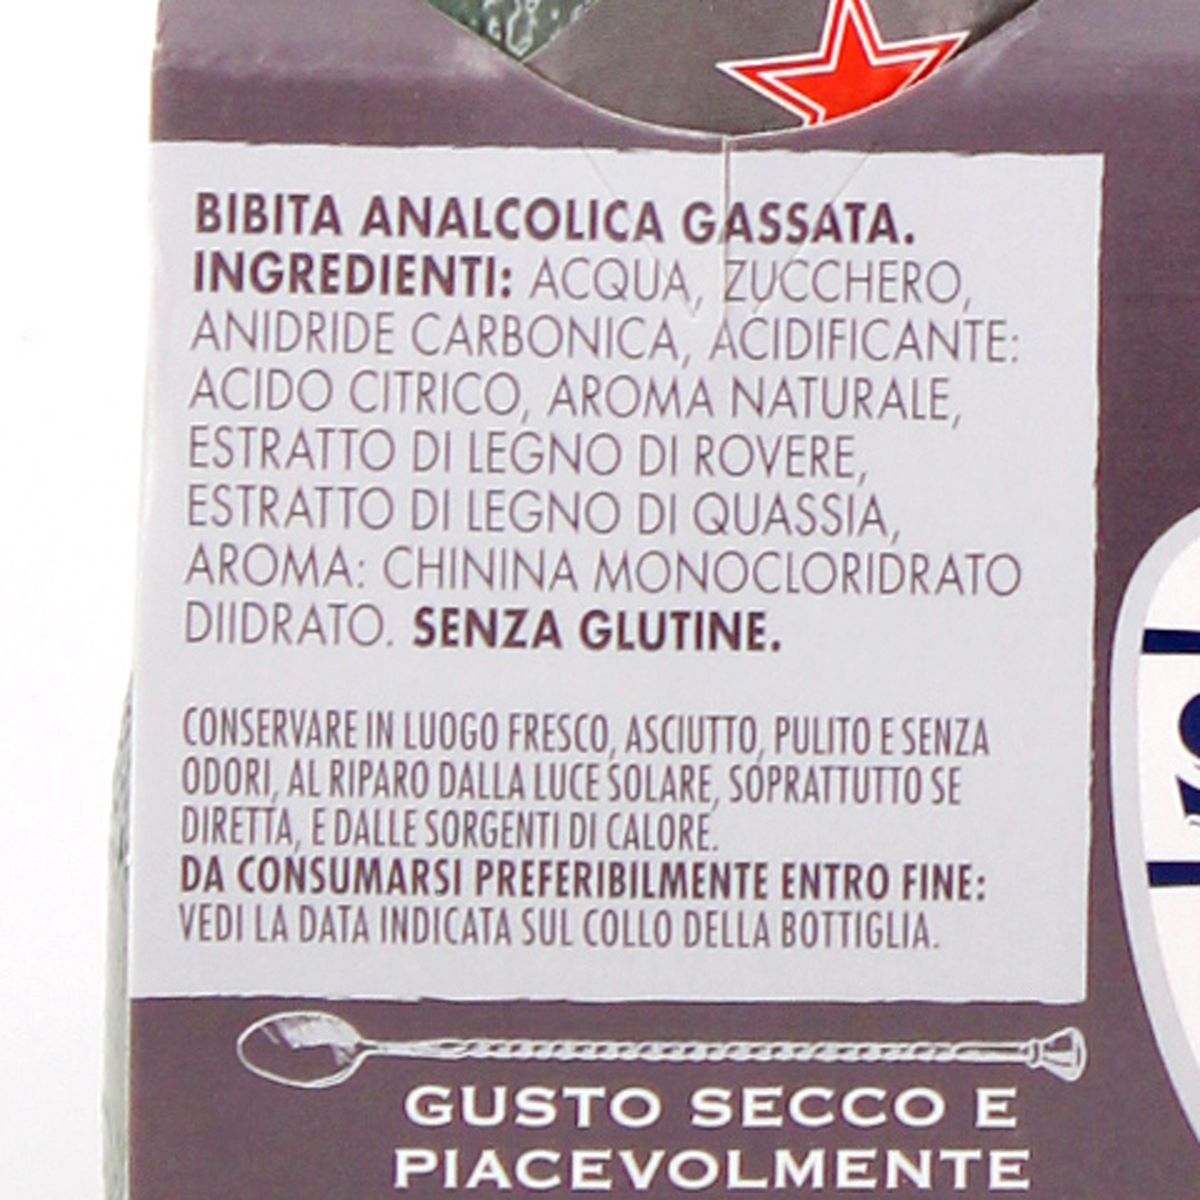 BIBITA ANALCOLICA GASSATA.
INGREDIENTI: ACQUA, ZUCCHERO,
ANIDRIDE CARBONICA, ACIDIFICANTE:
ACIDO CITRICO, AROMA NATURALE,
ESTRATTO DI LEGNO DI ROVERE,
ESTRATTO DI LEGNO DI QUASSIA,
AROMA: CHININA MONOCLORIDRATO
DIIDRATO. SENZA GLUTINE.
CONSERVARE IN LUOGO FRESCO, ASCIUTTO, PULITO E SENZA
ODORI, AL RIPARO DALLA LUCE SOLARE, SOPRATTUTTO SE
DIRETTA, E DALLE SORGENTI DI CALORE.
DA CONSUMARSI PREFERIBILMENTE ENTRO FINE:
VEDI LA DATA INDICATA SUL COLLO DELLA BOTTIGLIA.
GUSTO SECCO E
PIACEVOLMENTE